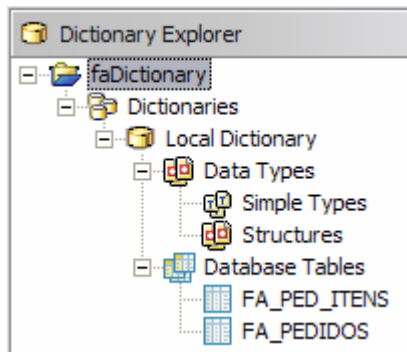 Dictionary Explorer
faDictionary
Dictionaries
Local Dictionary
Data Types
Simple Types
Structures
Database Tables
FA_PED_ITENS
FA_PEDIDOS